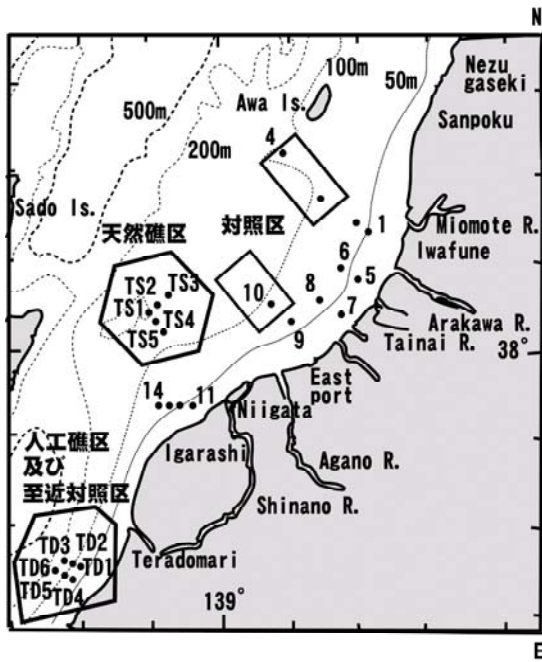 N
100m
50m
Nezu
gaseki
Awa Is.
500m
Sanpoku
4
200m
Sado Is.
天然礁区
対照区
1
Miomote R.
Iwafune
6
5
TS2 TS3
TS1
TS4
TS5
10
8
7
9
Arakawa R.
Tainai R.
38°
East
port
14
11
Niigata
人工礁区
及び
至近対照区
Igarashi
Agano R.
Shinano R.
TD3 TD2
TD6 TD1
TD5
TD4
Teradomari
139°
E